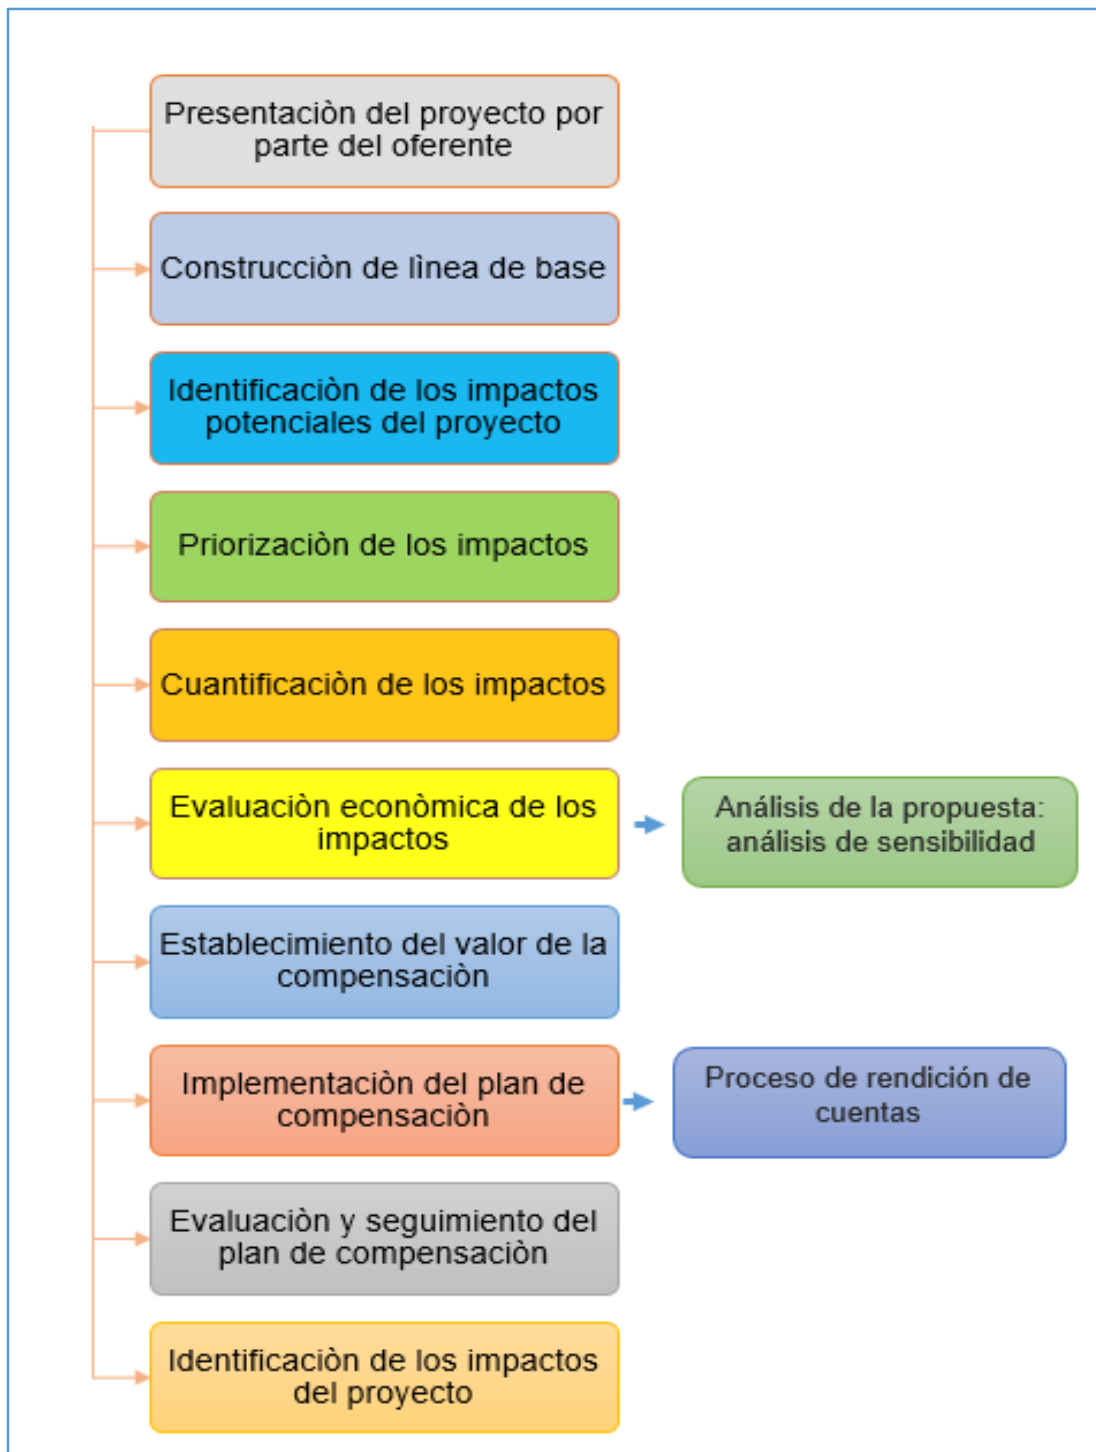 Presentaciòn del proyecto por
parte del oferente
Construcciòn de lìnea de base
Identificaciòn de los impactos
potenciales del proyecto
Priorizaciòn de los impactos
Cuantificaciòn de los impactos
Evaluaciòn econòmica de los
impactos
Análisis de la propuesta:
análisis de sensibilidad
Establecimiento del valor de la
compensaciòn
Implementaciòn del plan de
compensaciòn
Proceso de rendición de
cuentas
Evaluaciòn y seguimiento del
plan de compensaciòn
Identificaciòn de los impactos
del proyecto